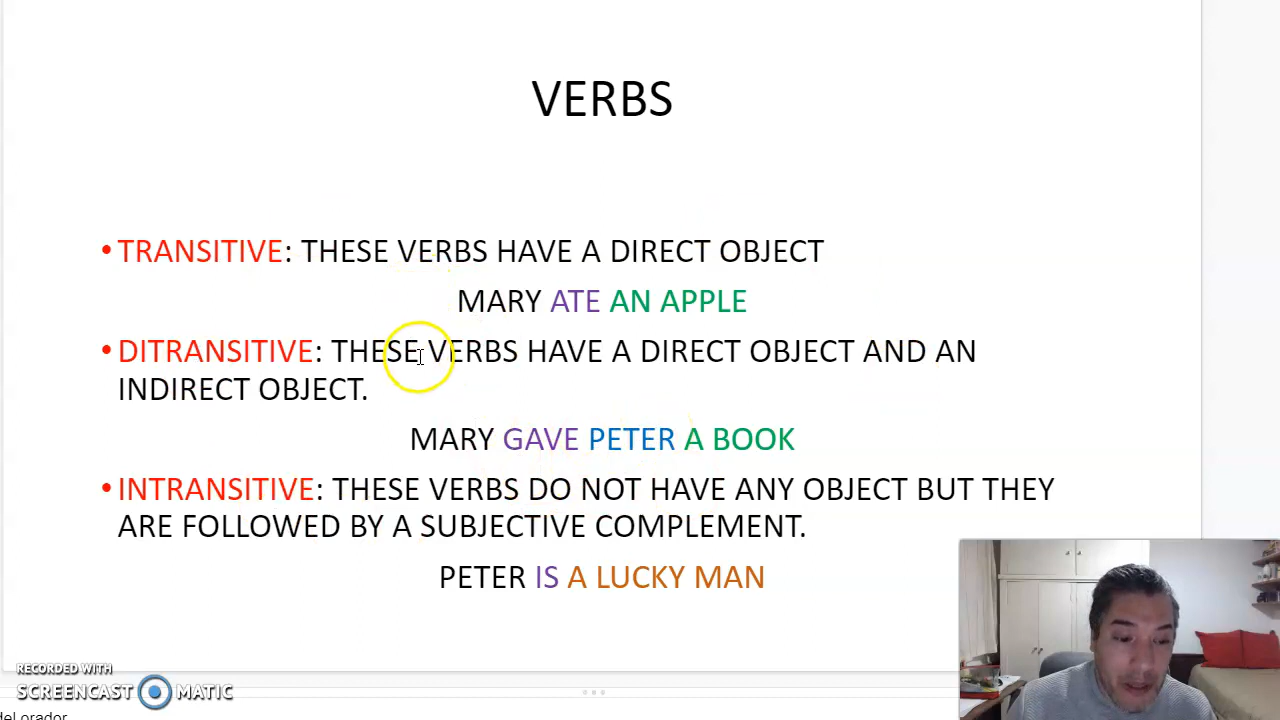 VERBS
•TRANSITIVE: THESE VERBS HAVE A DIRECT OBJECT
MARY ATE AN APPLE
•DITRANSITIVE: THESE VERBS HAVE A DIRECT OBJECT AND AN
INDIRECT OBJECT.
MARY GAVE PETER A BOOK
•INTRANSITIVE: THESE VERBS DO NOT HAVE ANY OBJECT BUT THEY
ARE FOLLOWED BY A SUBJECTIVE COMPLEMENT.
PETER IS A LUCKY MAN
RECORDED WITH
SCREENCAST MATIC
del orador